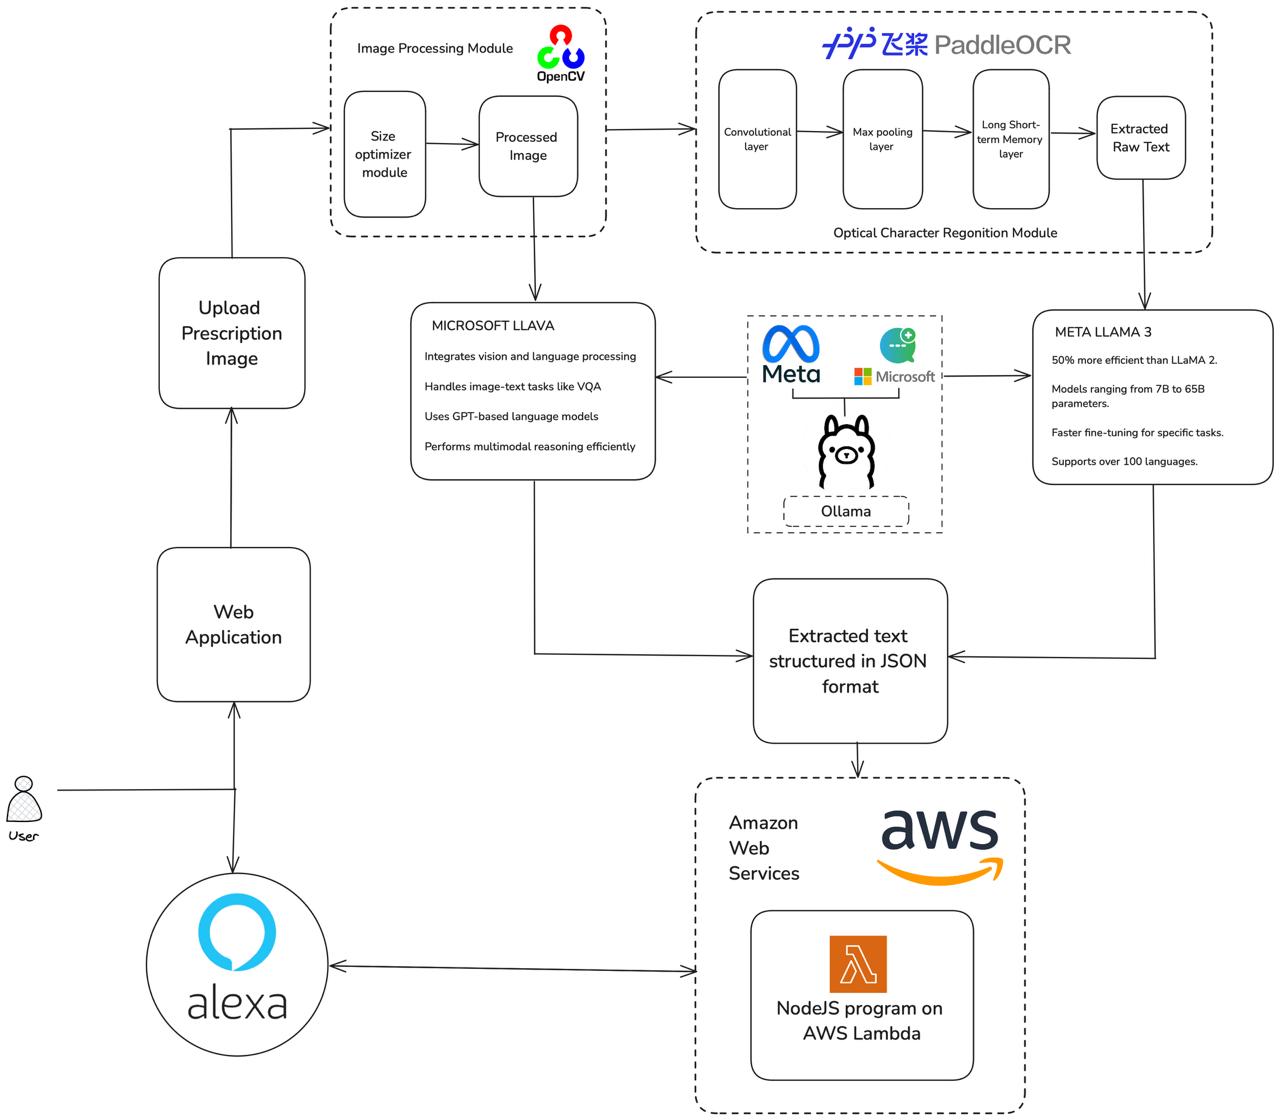 Image Processing Module
OpenCV
Size
optimizer
module
Processed
Image
飞桨 PaddleOCR
Convolutional
layer
Max pooling
layer
Long Short-
term Memory
layer
Extracted
Raw Text
Optical Character Regonition Module
Upload
Prescription
Image
MICROSOFT LLAVA
Integrates vision and language processing
Handles image-text tasks like VQA
Uses GPT-based language models
Performs multimodal reasoning efficiently
Meta
Microsoft
Ollama
META LLAMA 3
50% more efficient than LLaMA 2.
Models ranging from 7B to 65B
parameters.
Faster fine-tuning for specific tasks.
Supports over 100 languages.
Web
Application
Extracted text
structured in JSON
format
User
Amazon
Web
Services
aws
alexa
NodeJS program on
AWS Lambda